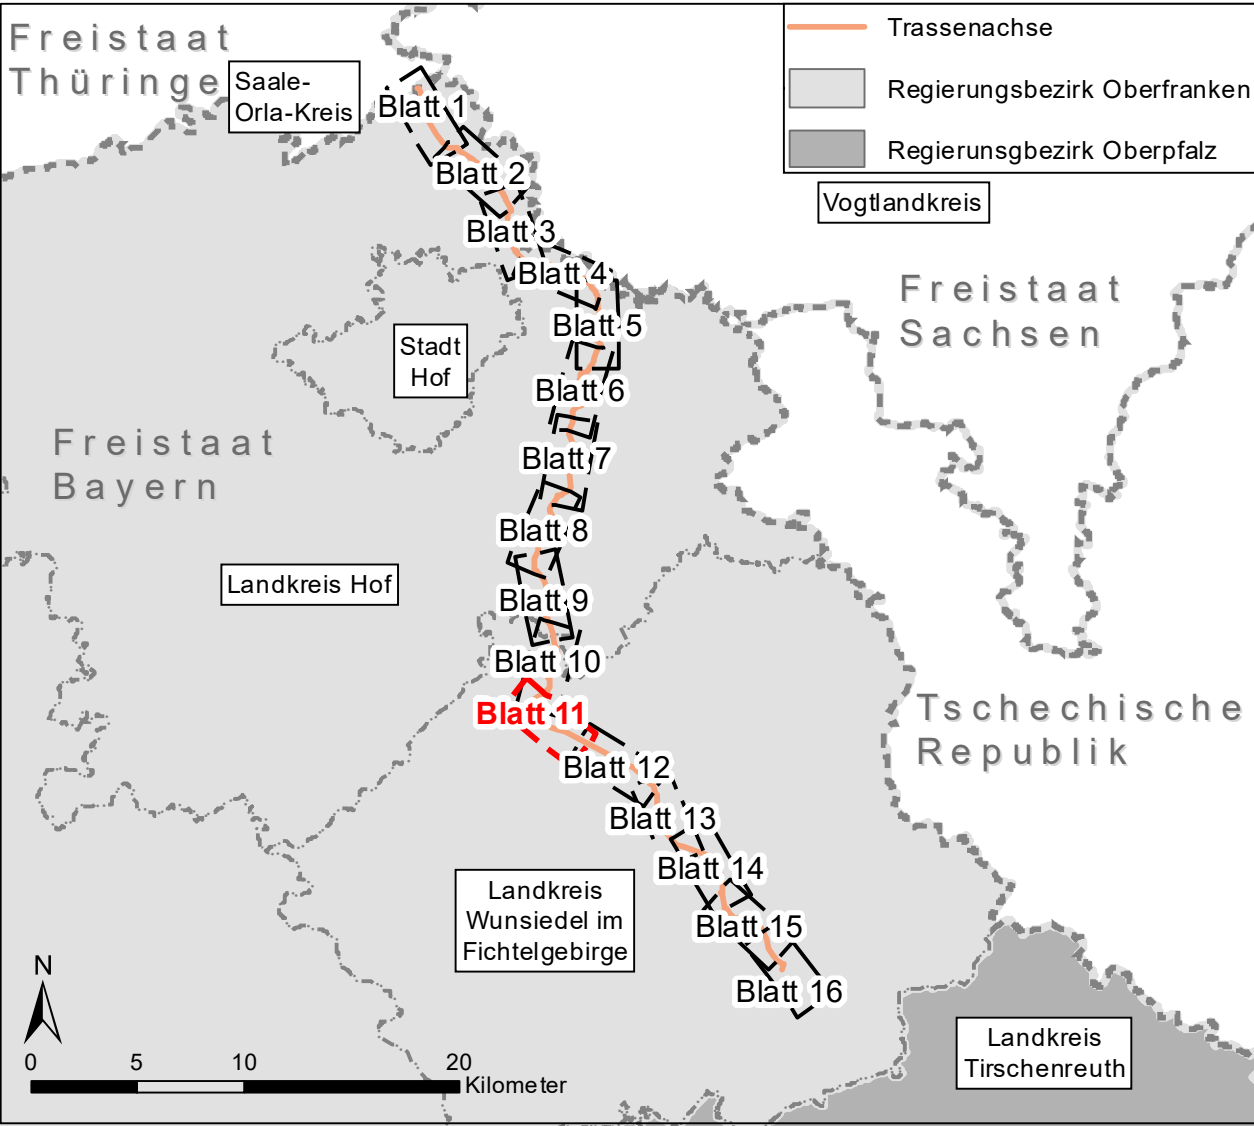 Freistaat
Thüringe
Saale-
Orla-Kreis
Trassenachse
Regierungsbezirk Oberfranken
Regierunsgbezirk Oberpfalz
Vogtlandkreis
Freistaat
Sachsen
Blatt 1
Blatt 2
Blatt 3
Blatt 4
Blatt 5
Blatt 6
Blatt 7
Blatt 8
Blatt 9
Blatt 10
Blatt 11
Blatt 12
Blatt 13
Blatt 14
Blatt 15
Blatt 16
Stadt
Hof
Freistaat
Bayern
Landkreis Hof
Tschechische
Republik
Landkreis
Wunsiedel im
Fichtelgebirge
Landkreis
Tirschenreuth
N
0 5 10 20
Kilometer